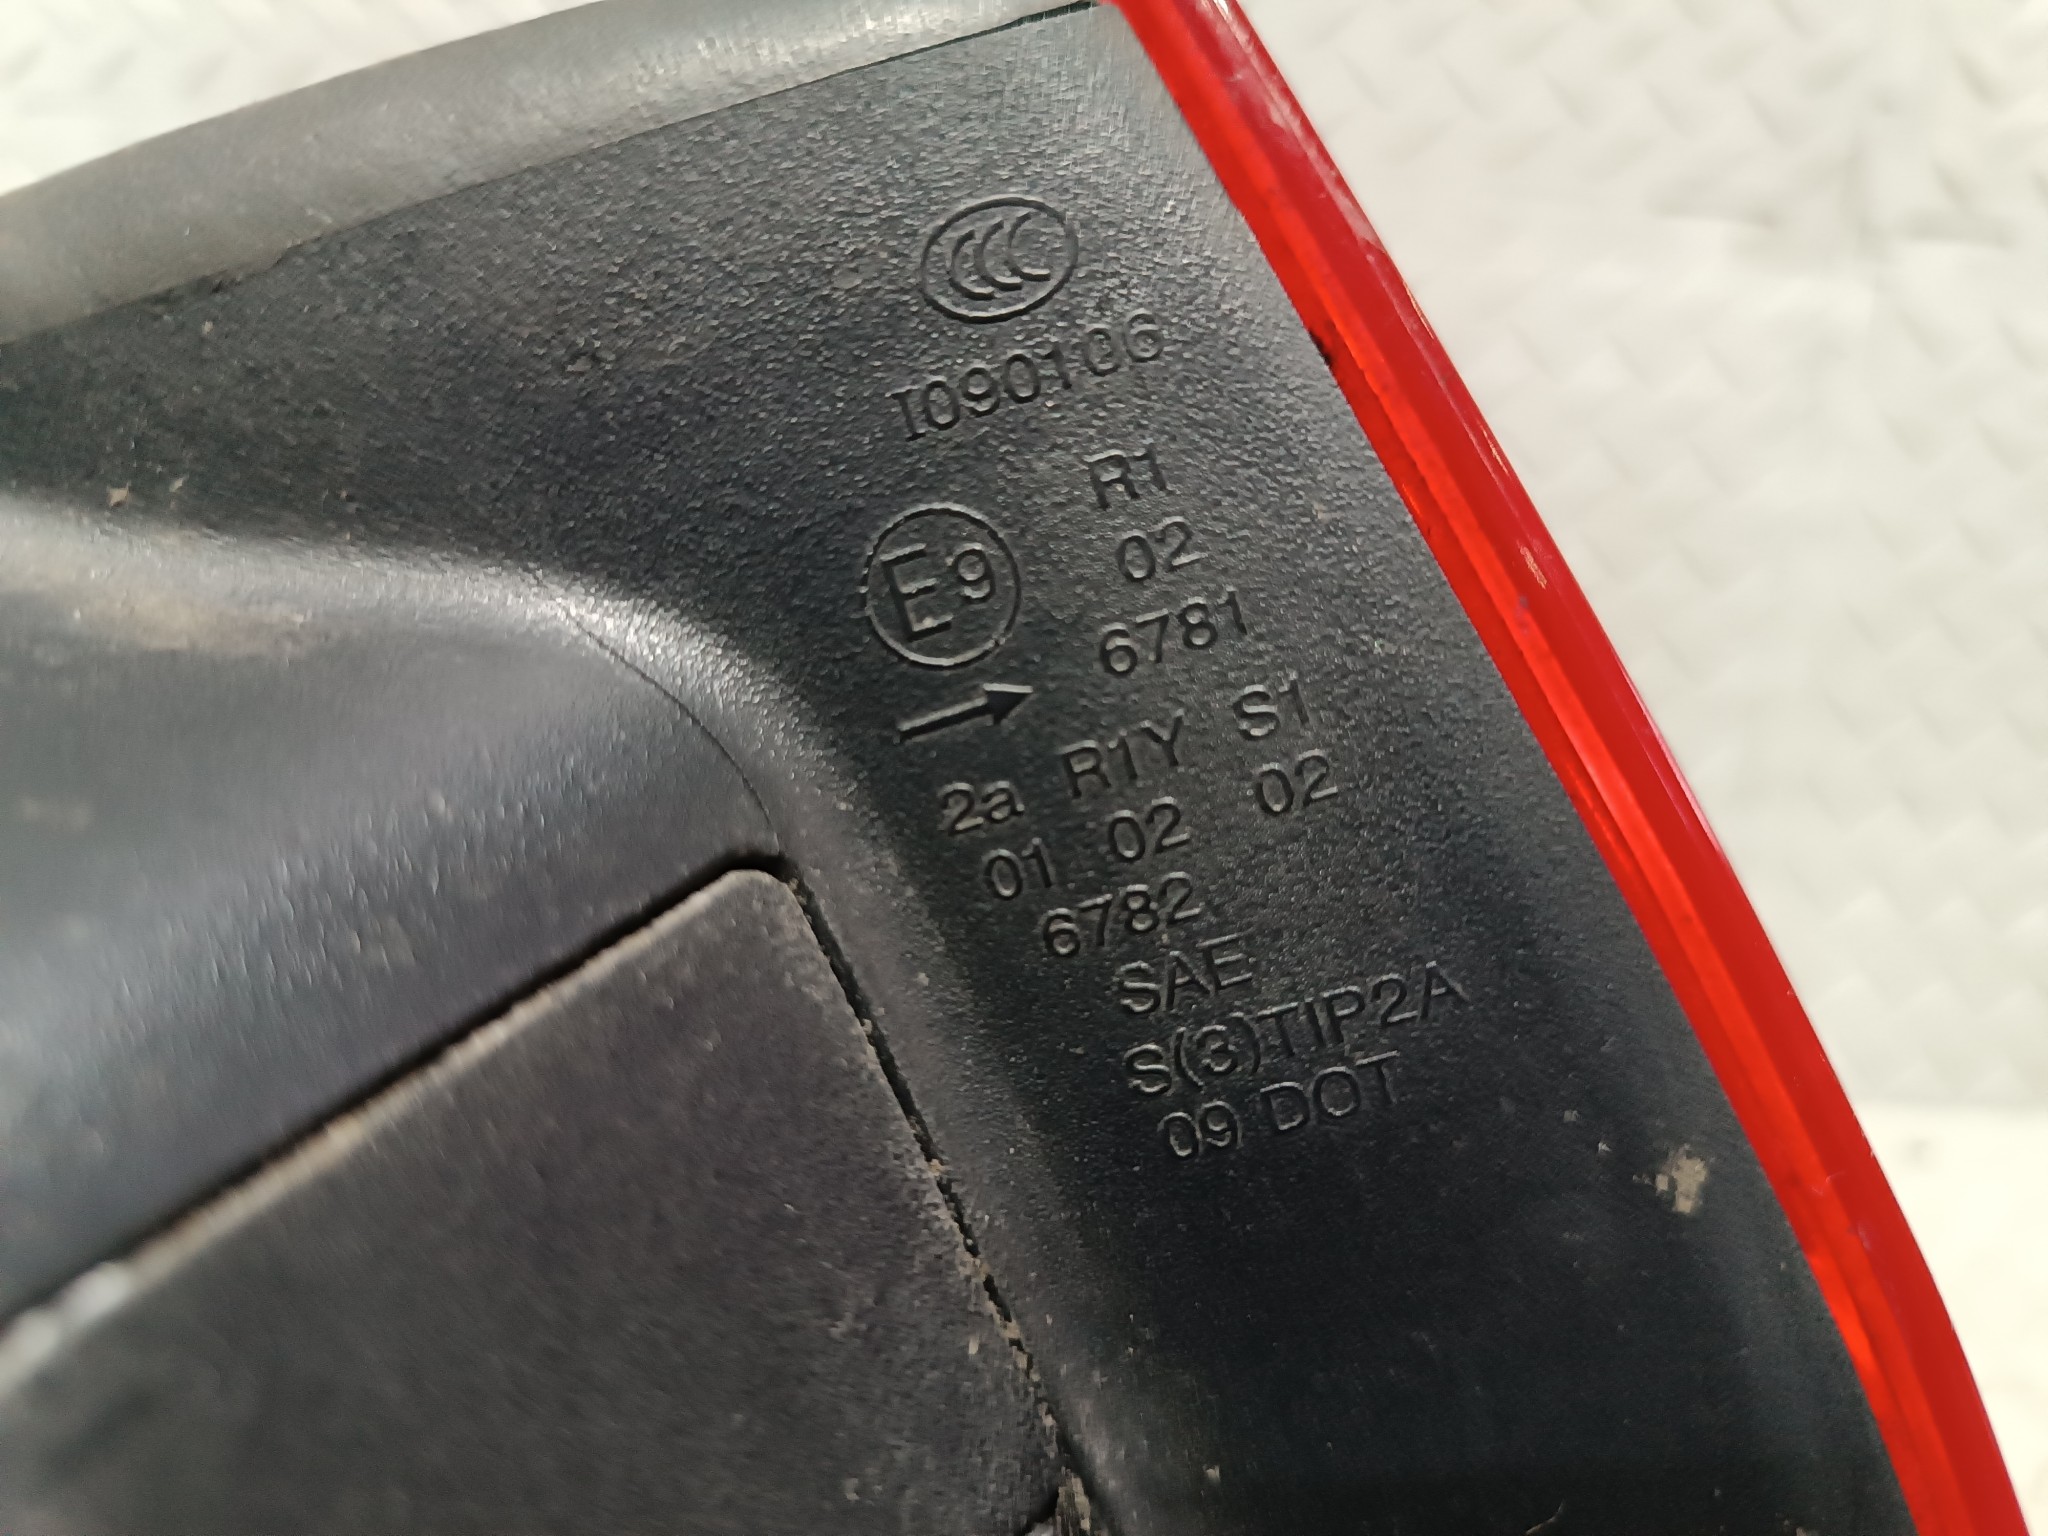 CCC
I090106
R1
02
E9
6781
2a R1Y S1
01 02 02
6782
SAE
S(3)TIP2A
09 DOT